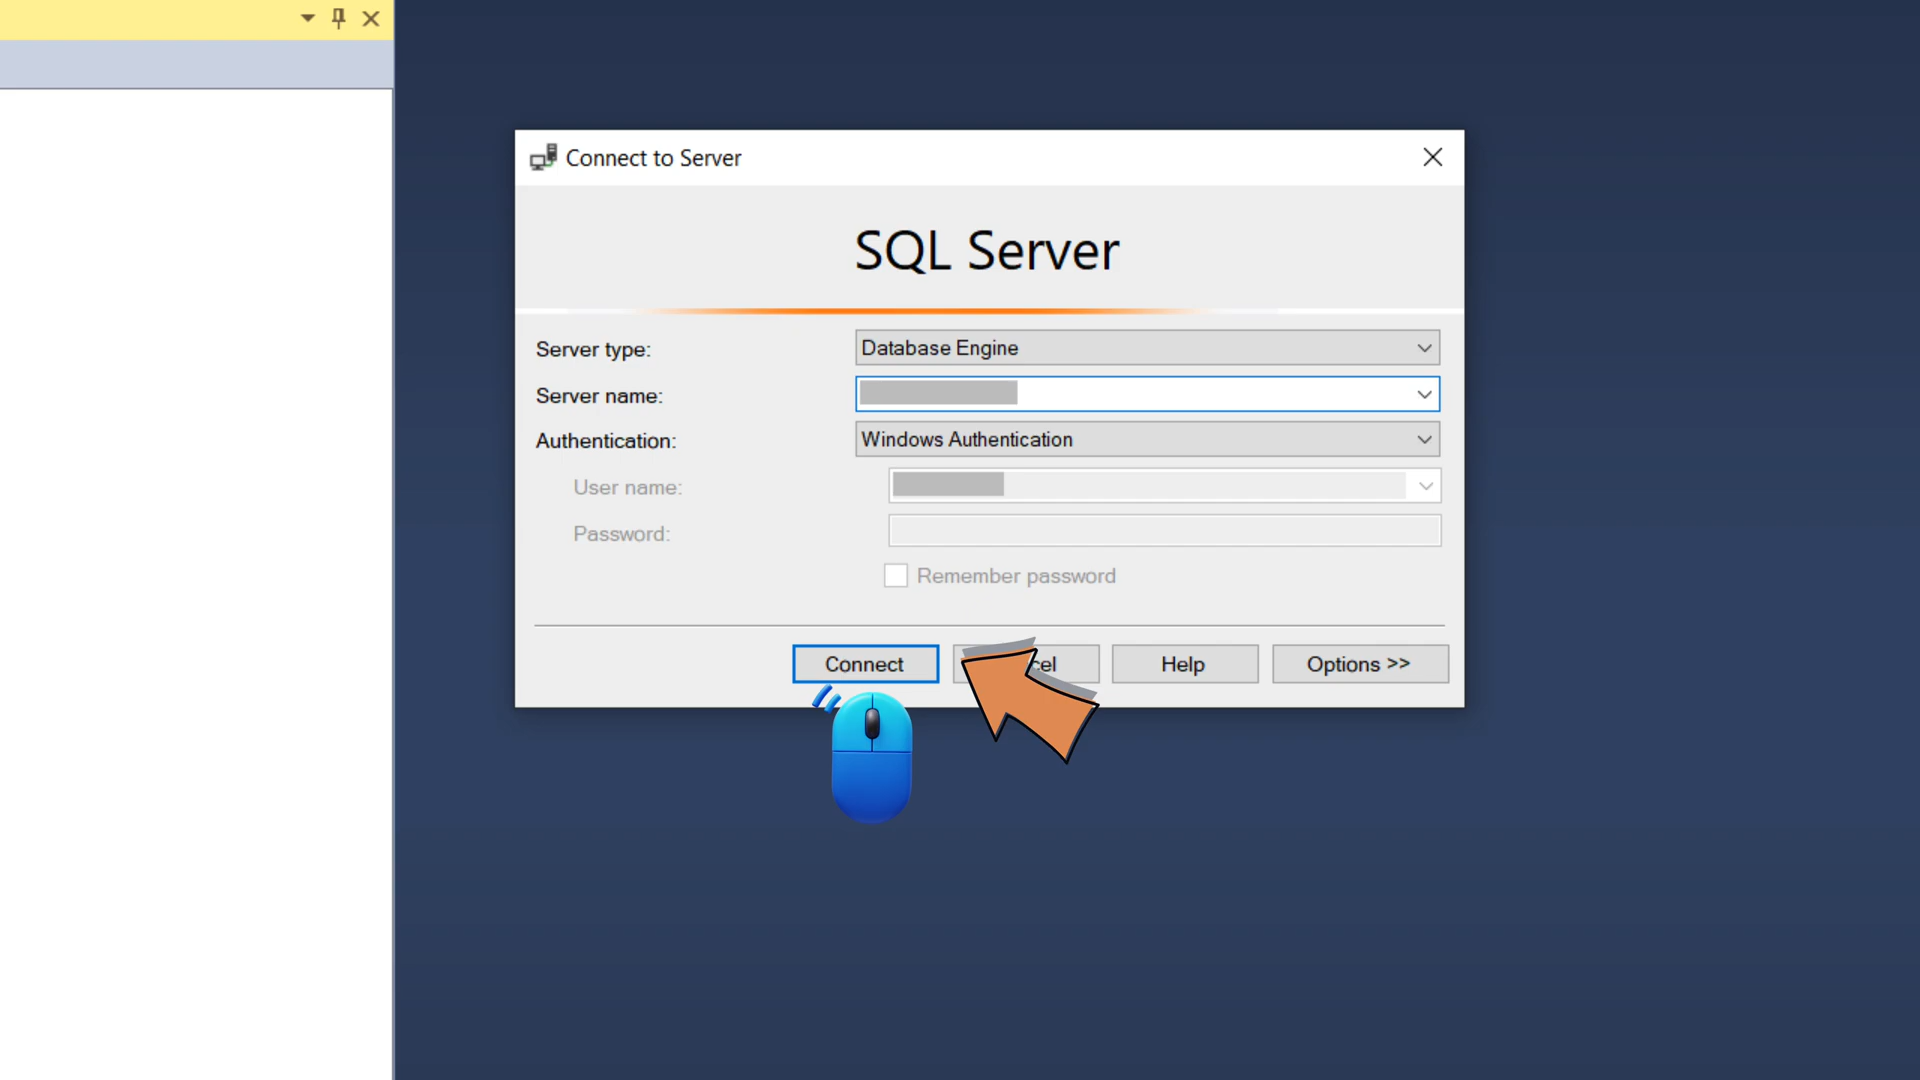 Connect to Server
SQL Server
Server type: Database Engine
Server name:
Authentication: Windows Authentication
User name:
Password:
Remember password
Connect Help Options >>